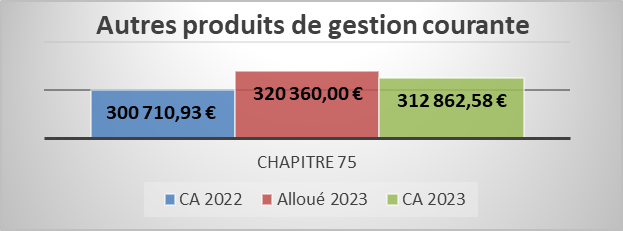 Autres produits de gestion courante
300 710,93 €
320 360,00 €
312 862,58 €
CHAPITRE 75
CA 2022 Alloué 2023 CA 2023